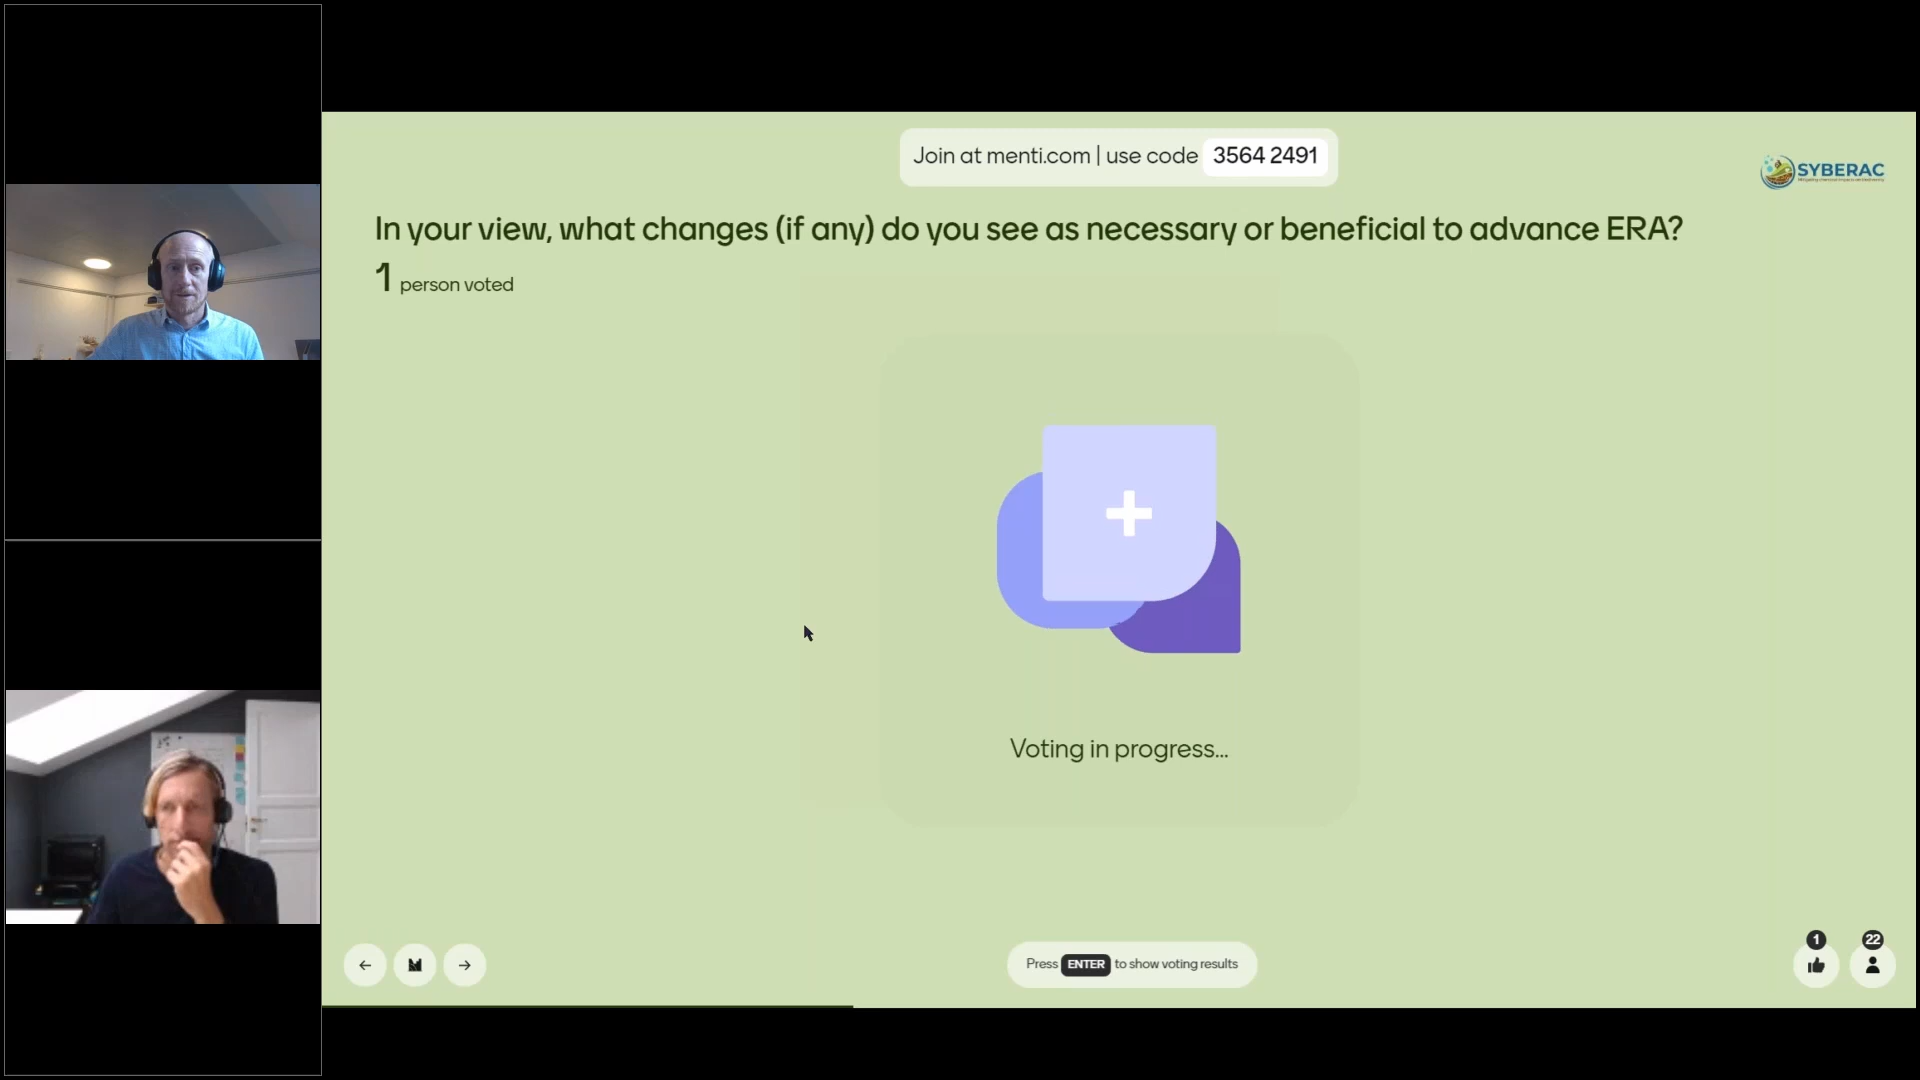 Join at menti.com | use code 3564 2491
SYBERAC
In your view, what changes (if any) do you see as necessary or beneficial to advance ERA?
1 person voted
Voting in progress...
Press ENTER to show voting results
1
22